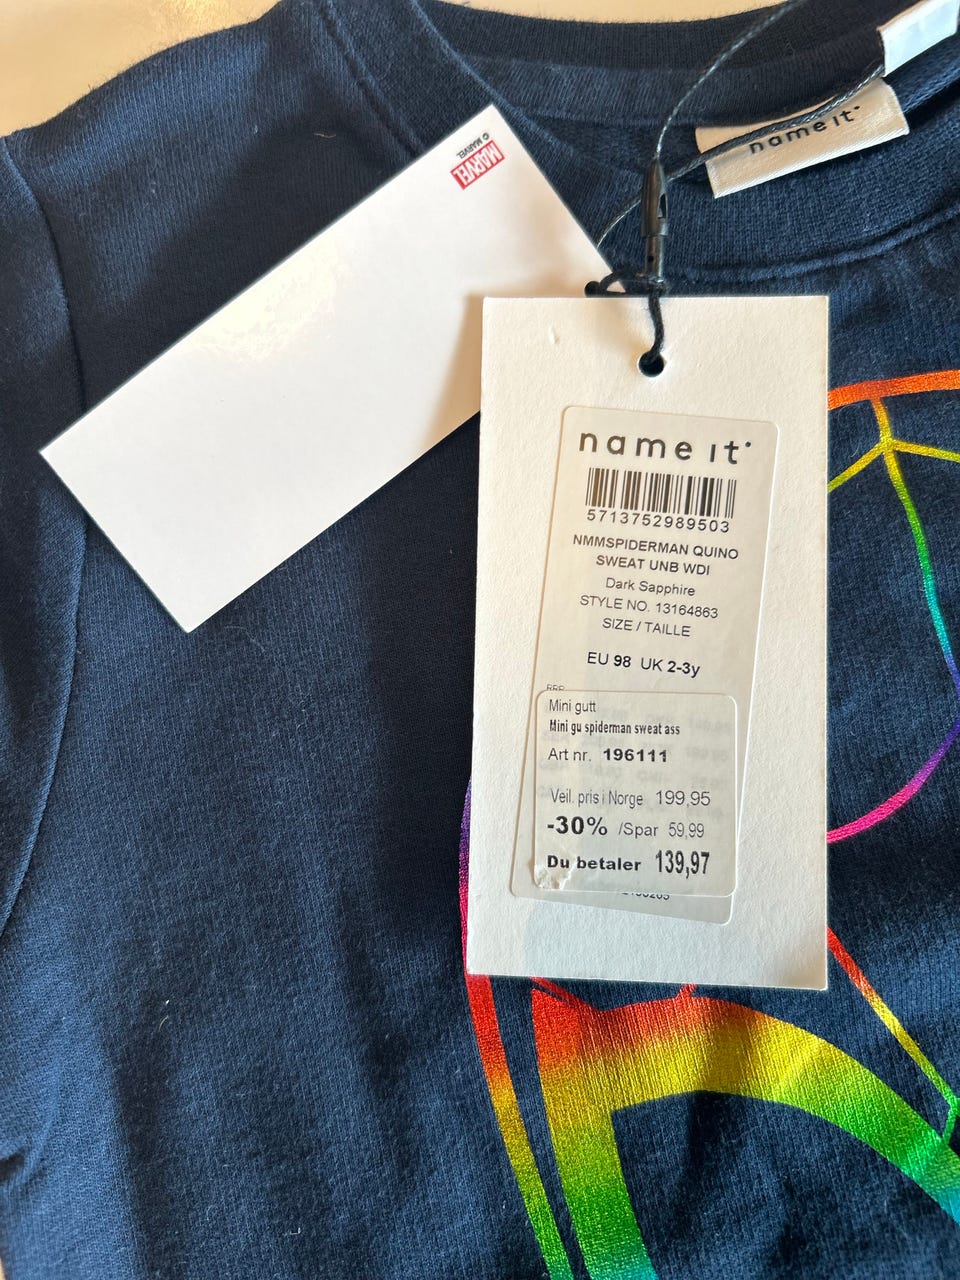 MARVEL
© MARVEL
name it
name it
5713752989503
NMMSPIDERMAN QUINO
SWEAT UNB WDI
Dark Sapphire
STYLE NO. 13164863
SIZE / TAILLE
EU 98 UK 2-3y
RRP
Mini gutt
Mini gu spiderman sweat ass
Art nr. 196111
Veil. pris i Norge 199,95
-30% /Spar 59,99
Du betaler 139,97